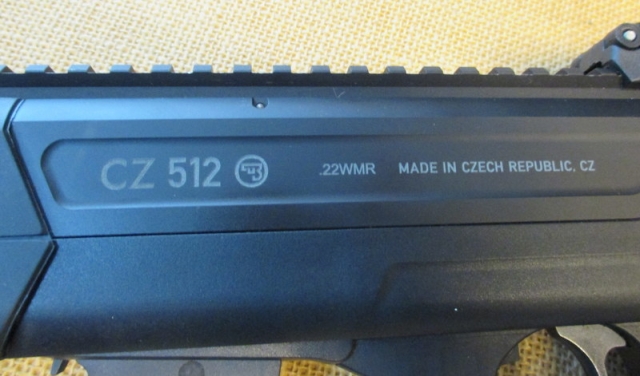 CZ 512 .22WMR MADE IN CZECH REPUBLIC, CZ